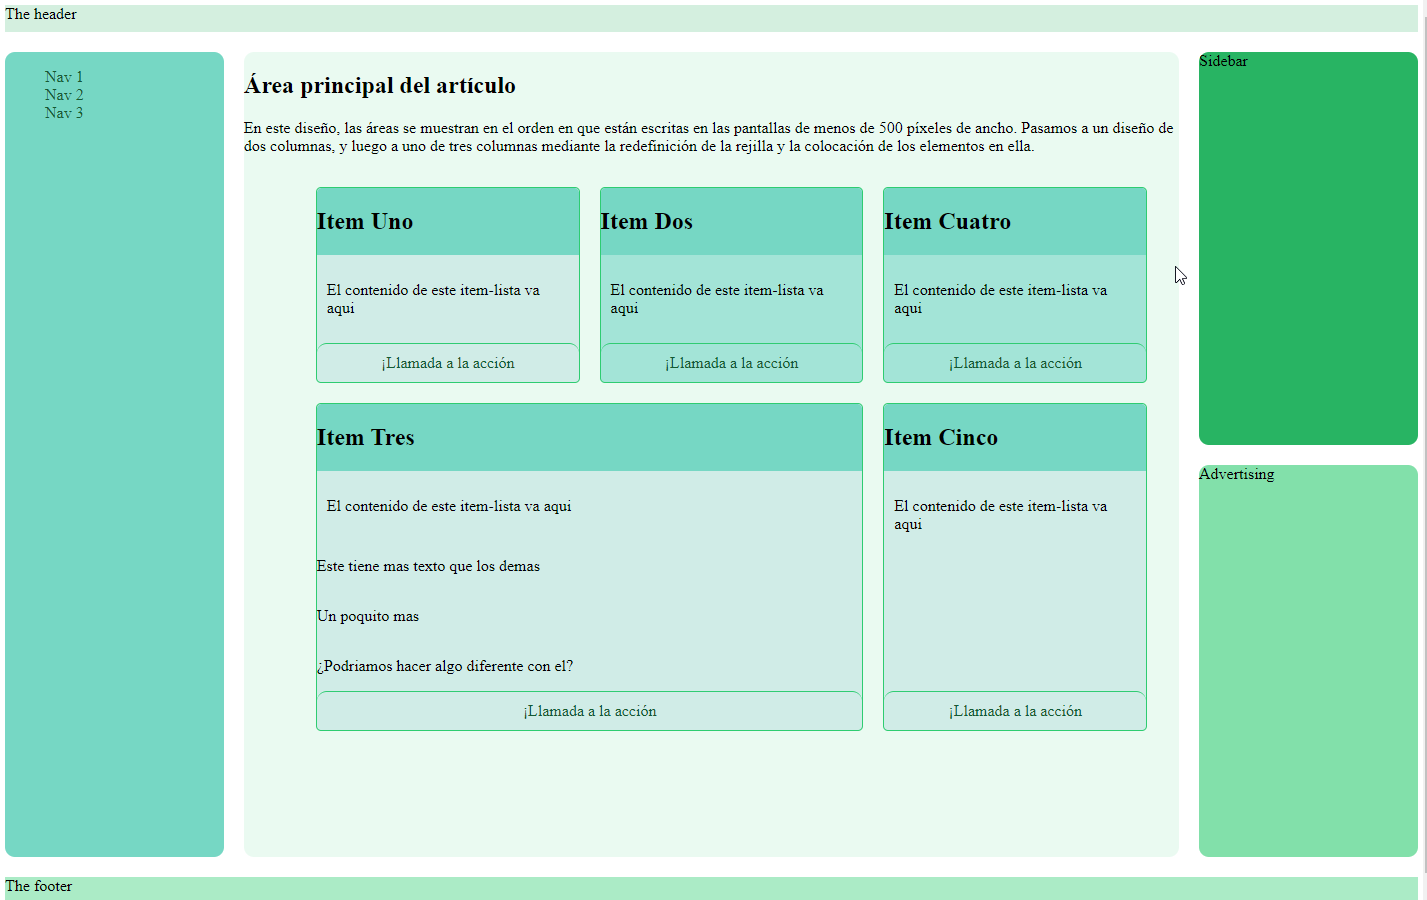 The header
Nav 1
Nav 2
Nav 3
Área principal del artículo
En este diseño, las áreas se muestran en el orden en que están escritas en las pantallas de menos de 500 píxeles de ancho. Pasamos a un diseño de
dos columnas, y luego a uno de tres columnas mediante la redefinición de la rejilla y la colocación de los elementos en ella.
Item Uno
El contenido de este item-lista va
aqui
¡Llamada a la acción
Item Dos
El contenido de este item-lista va
aqui
¡Llamada a la acción
Item Cuatro
El contenido de este item-lista va
aqui
¡Llamada a la acción
Item Tres
El contenido de este item-lista va aqui
Este tiene mas texto que los demas
Un poquito mas
¿Podriamos hacer algo diferente con el?
¡Llamada a la acción
Item Cinco
El contenido de este item-lista va
aqui
¡Llamada a la acción
Sidebar
Advertising
The footer